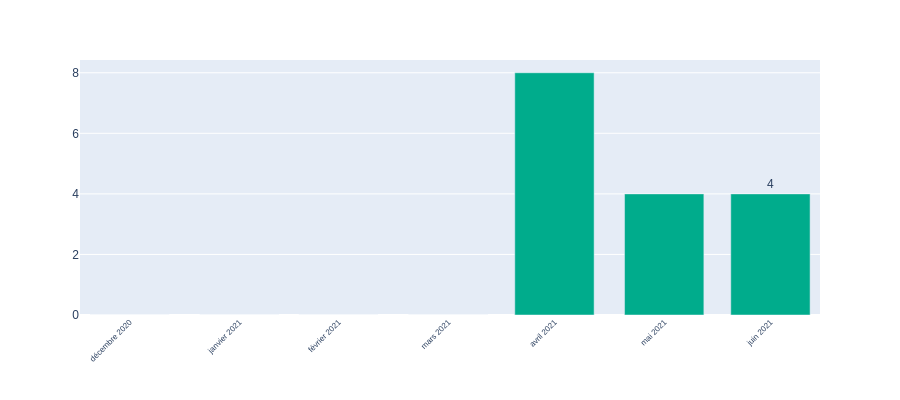 8
6
4
2
0
4
décembre 2020
janvier 2021
février 2021
mars 2021
avril 2021
mai 2021
juin 2021